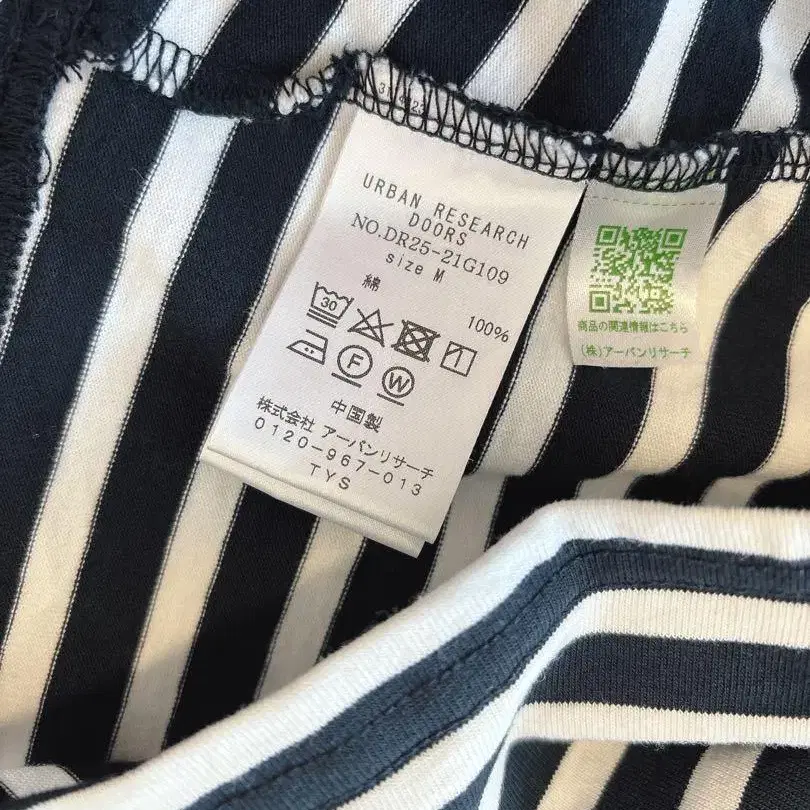 URBAN RESEARCH
DOORS
NO.DR25-21G109
size M
綿 100%
30
F
W
中国製
株式会社 アーバンリサーチ
0120-967-013
TYS
商品の関連情報はこちら
(株)アーバンリサーチ